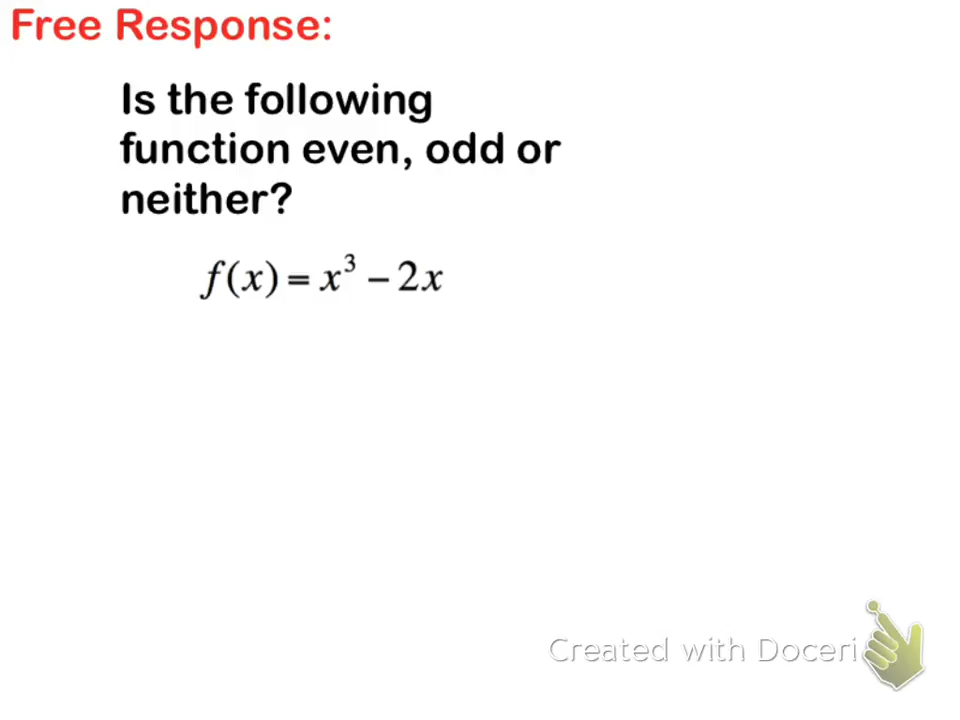 Free Response:
Is the following
function even, odd or
neither?
f(x) = x³ – 2x
Created with Doceri